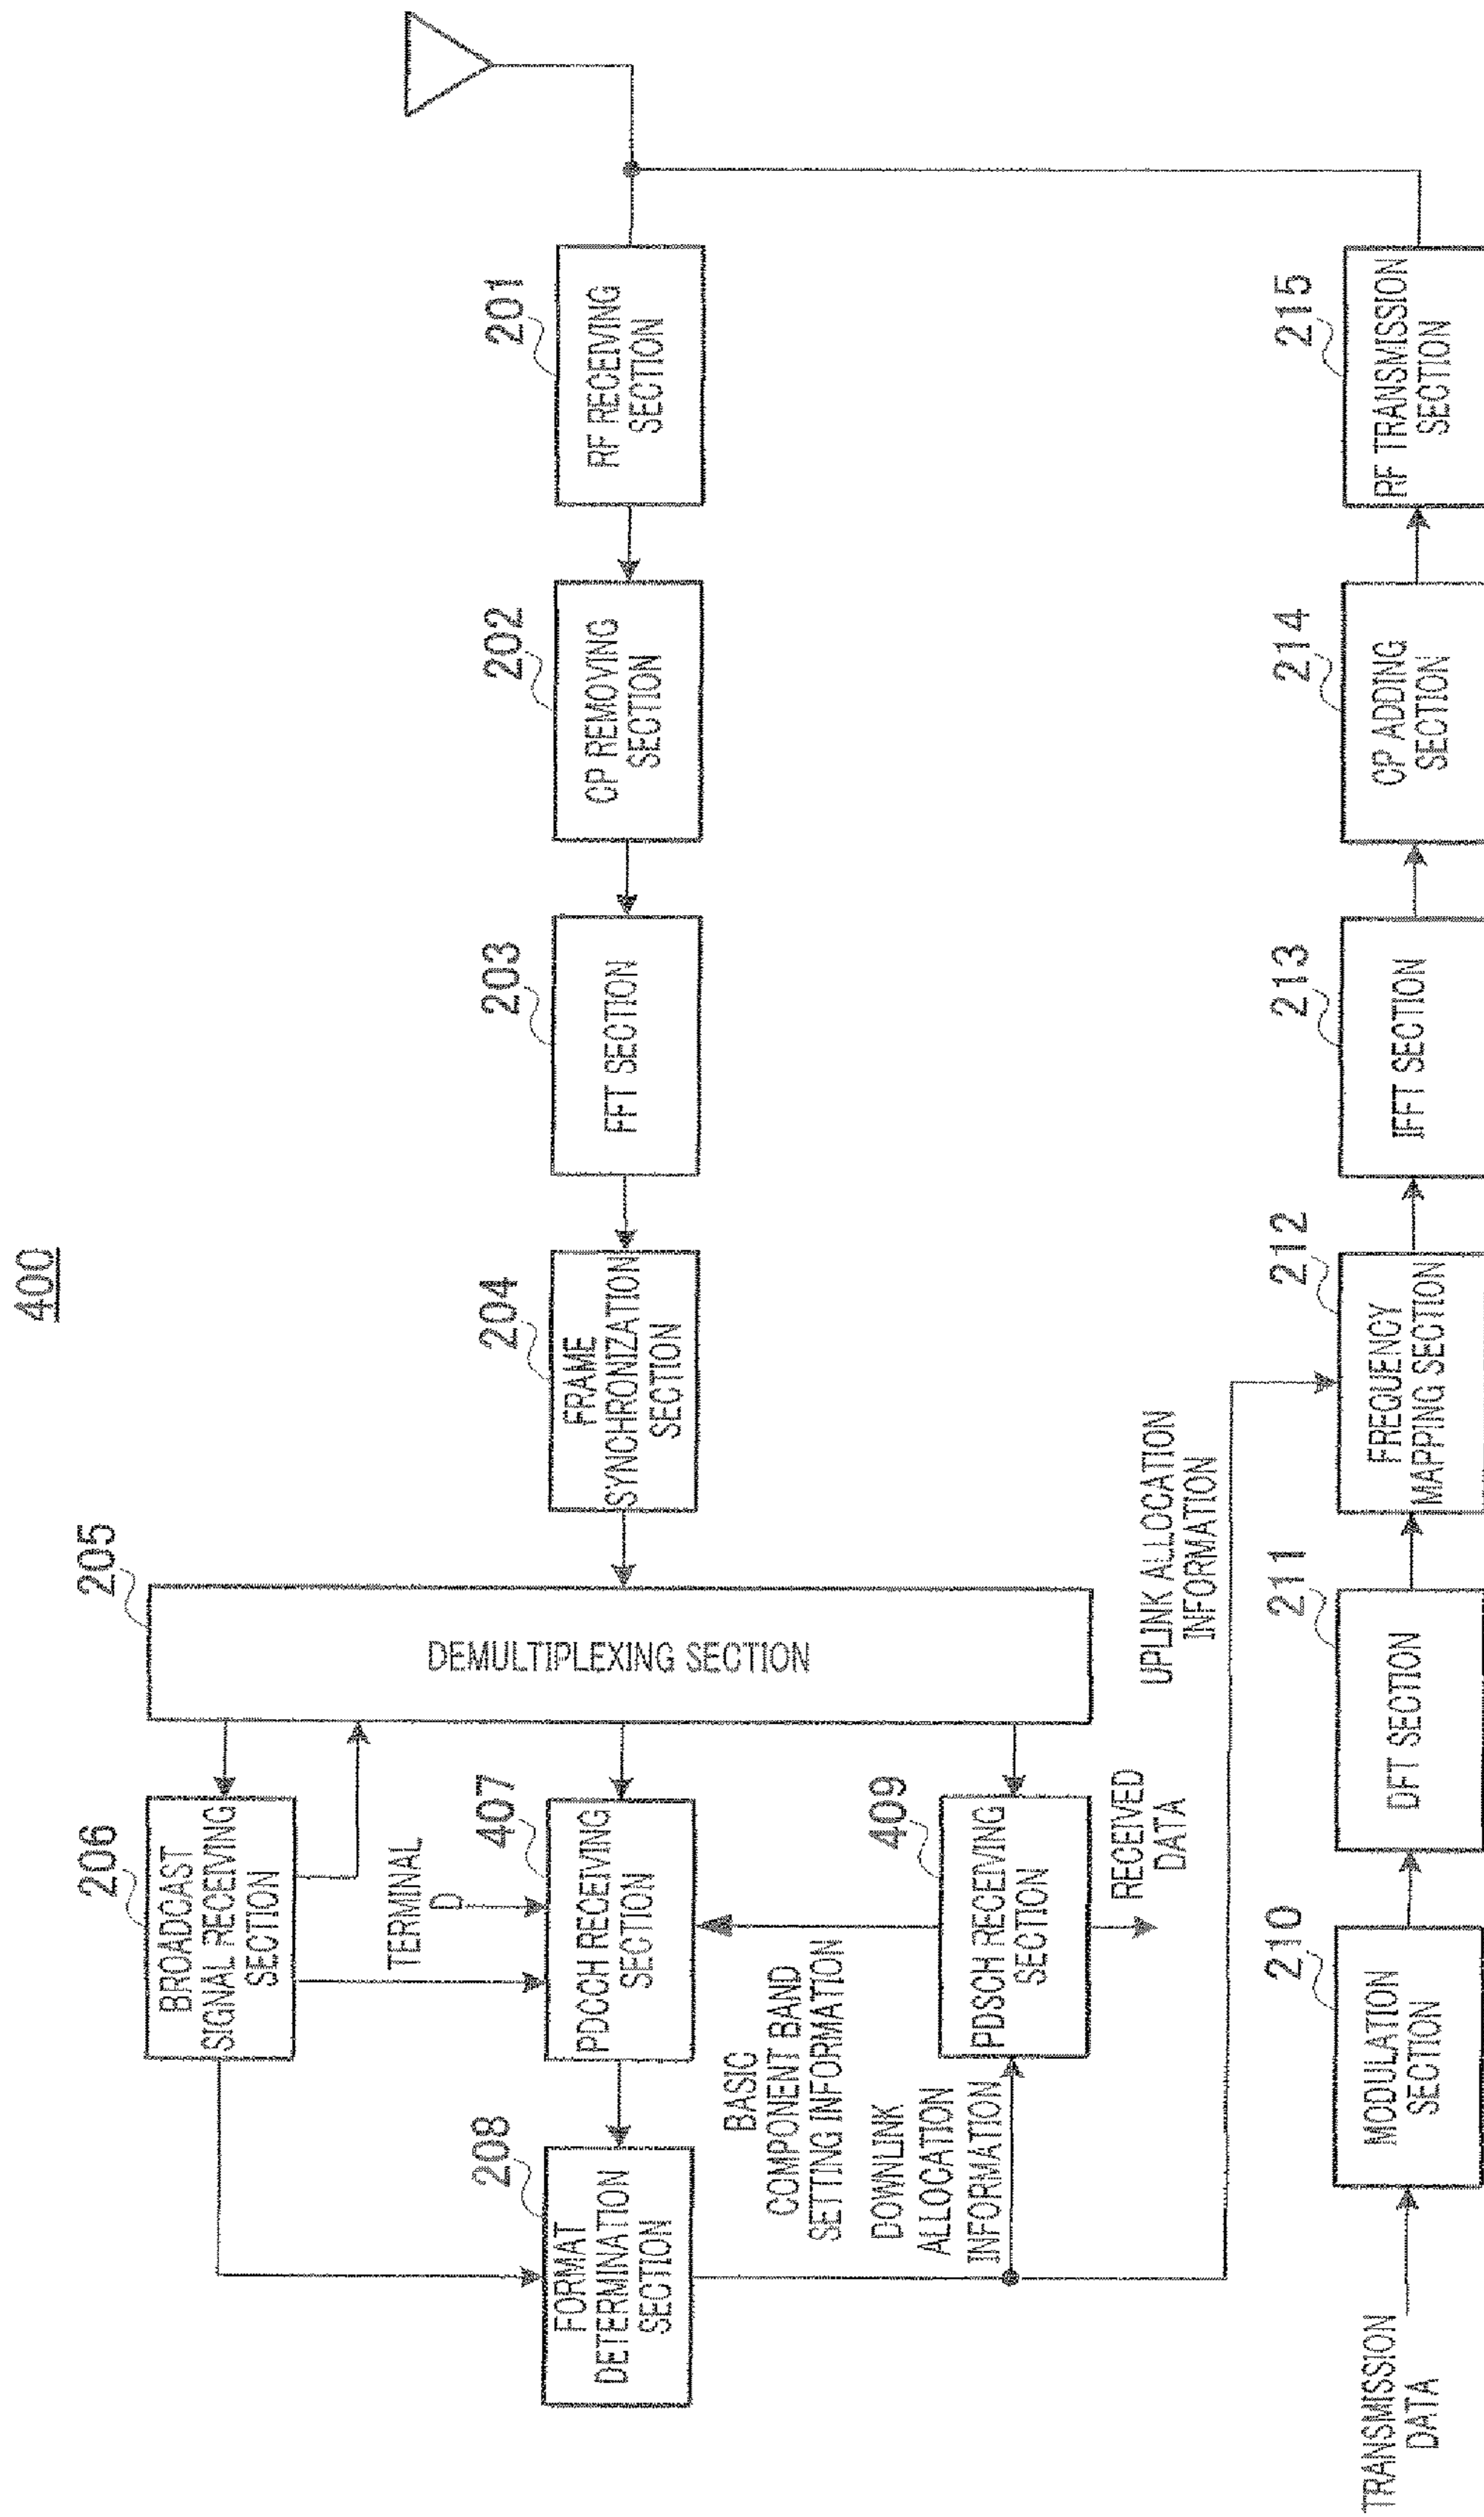 400
201
RF RECEIVING
SECTION
202
CP REMOVING
SECTION
203
FFT SECTION
204
FRAME
SYNCHRONIZATION
SECTION
205
DEMULTIPLEXING SECTION
206
BROADCAST
SIGNAL RECEIVING
SECTION
TERMINAL
D
407
PDCCH RECEIVING
SECTION
208
FORMAT
DETERMINATION
SECTION
BASIC
COMPONENT BAND
SETTING INFORMATION
409
PDSCH RECEIVING
SECTION
RECEIVED
DATA
DOWNLINK
ALLOCATION
INFORMATION
UPLINK ALLOCATION
INFORMATION
TRANSMISSION
DATA
210
MODULATION
SECTION
211
DFT SECTION
212
FREQUENCY
MAPPING SECTION
213
IFFT SECTION
214
CP ADDING
SECTION
215
RF TRANSMISSION
SECTION